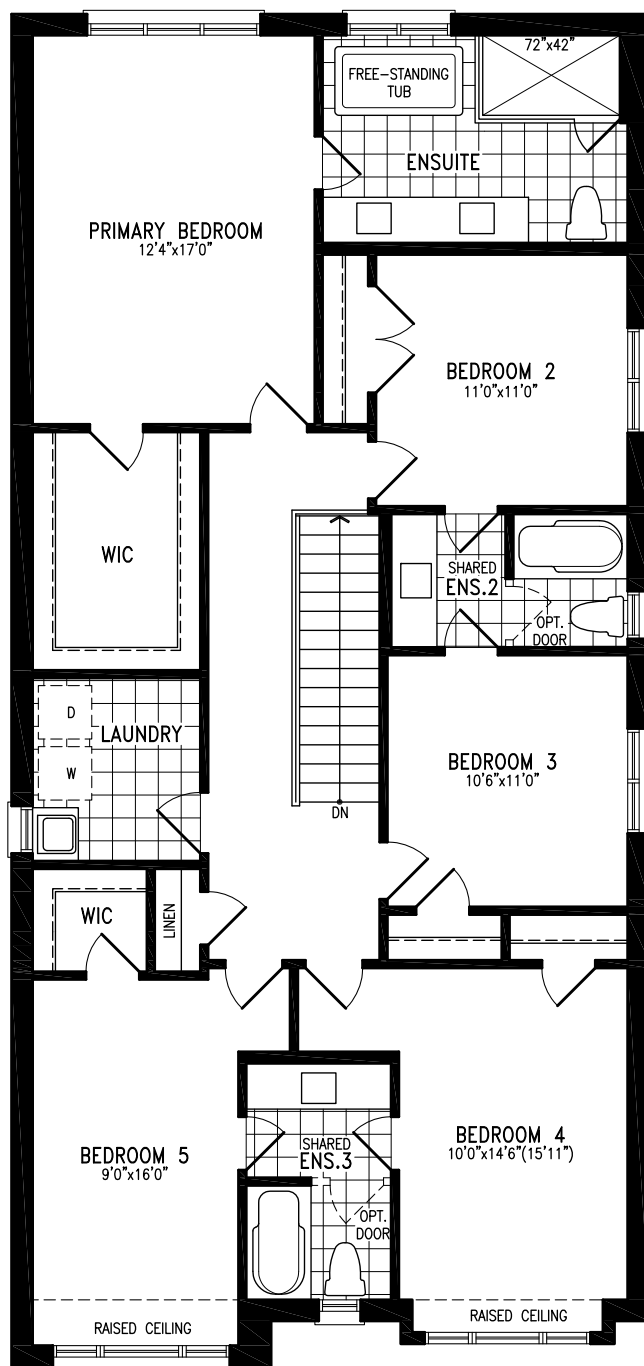 72"x42"
FREE-STANDING
TUB
ENSUITE
PRIMARY BEDROOM
12'4"x17'0"
BEDROOM 2
11'0"x11'0"
WIC
SHARED
ENS.2
OPT.
DOOR
D
LAUNDRY
W
BEDROOM 3
10'6"x11'0"
DN
WIC
LINEN
BEDROOM 5
9'0"x16'0"
SHARED
ENS.3
BEDROOM 4
10'0"x14'6"(15'11")
OPT.
DOOR
RAISED CEILING
RAISED CEILING